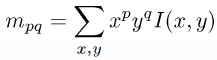 m_{pq} = \sum_{x,y} x^p y^q I(x, y)